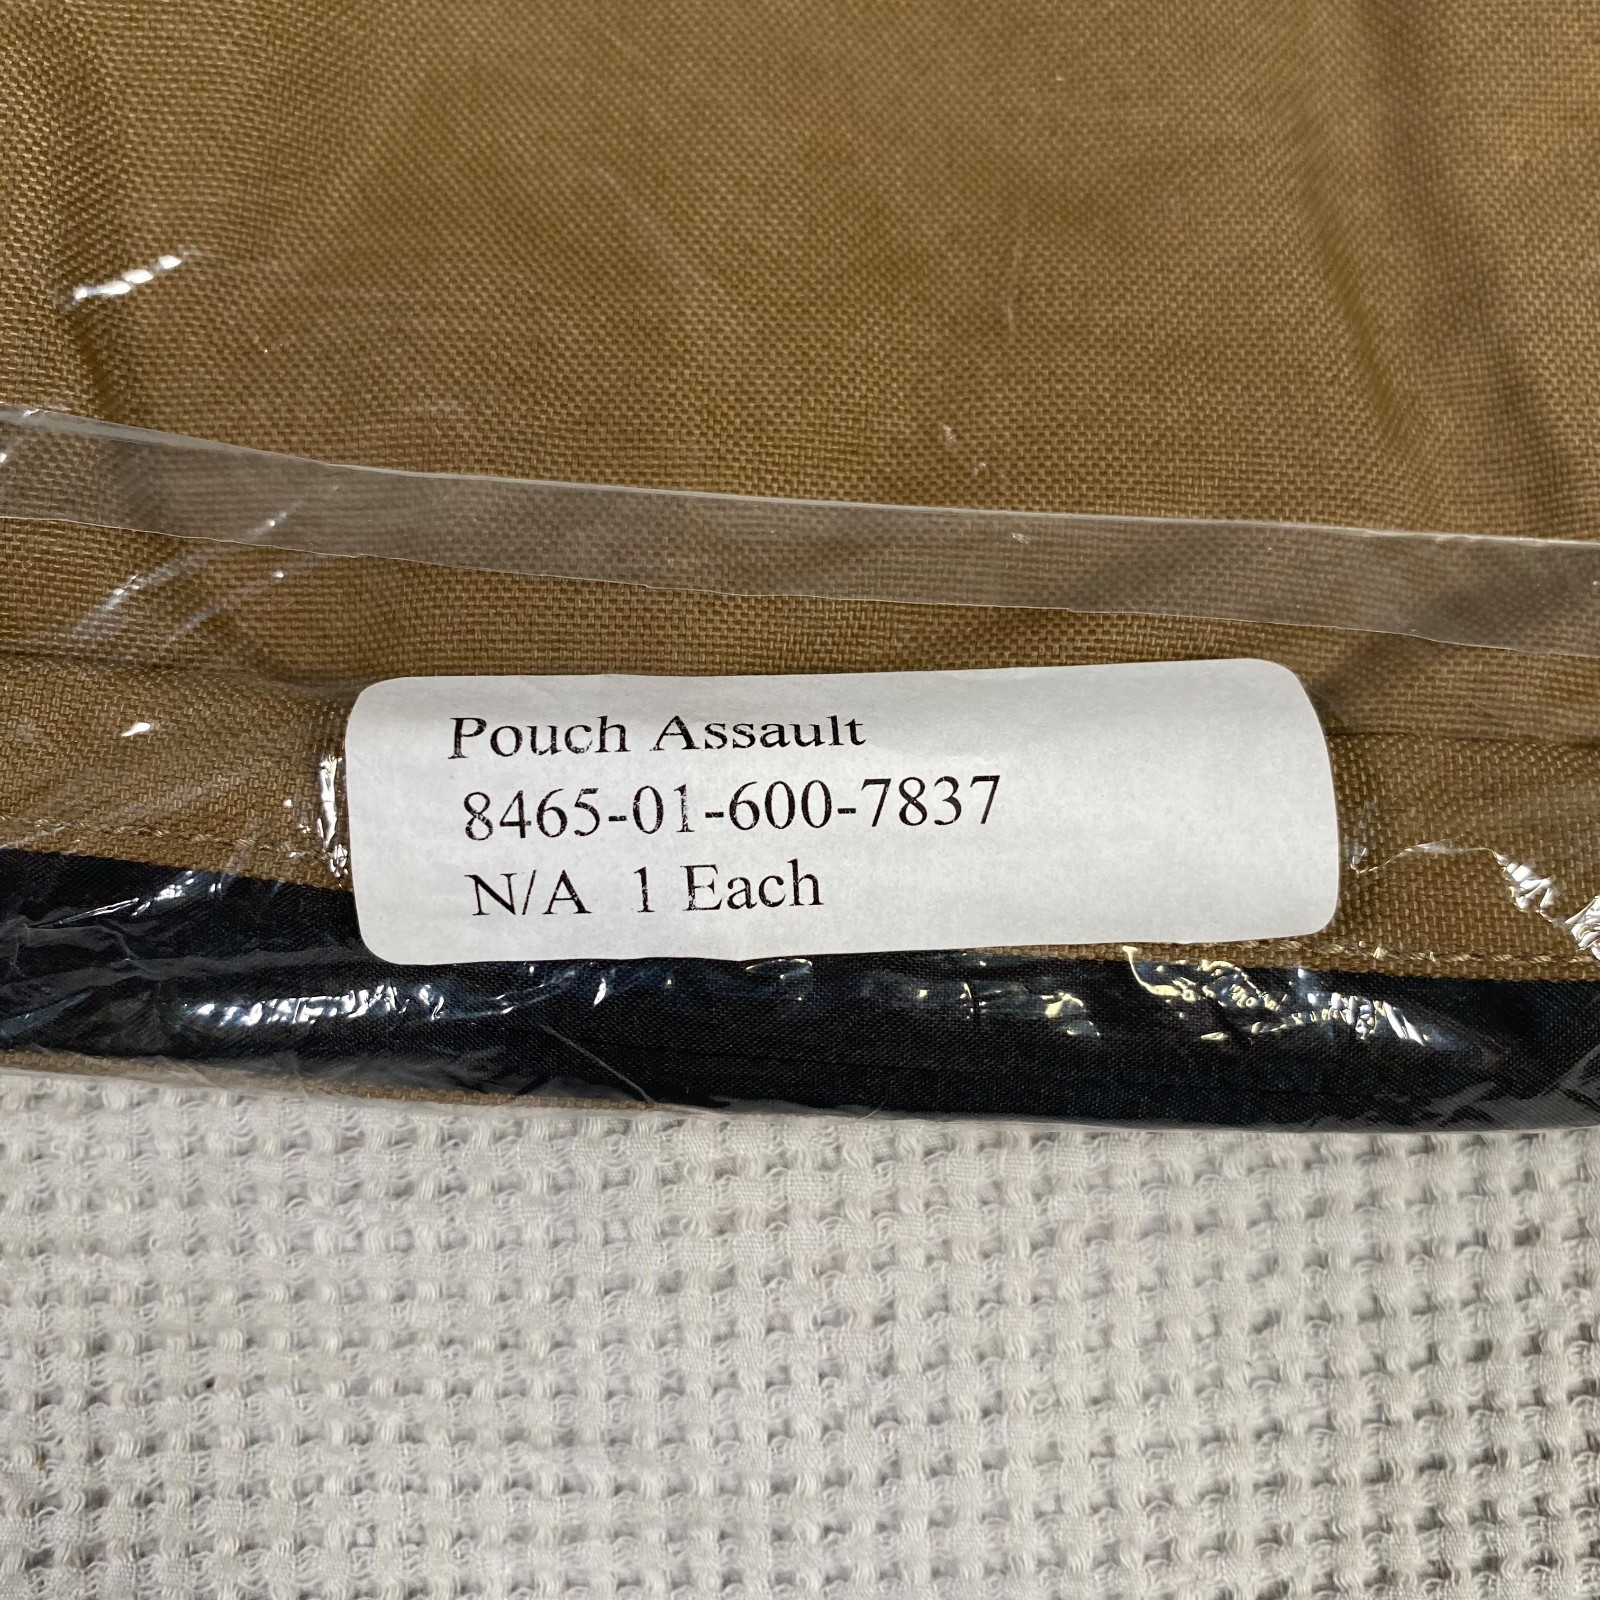 Pouch Assault
8465-01-600-7837
N/A 1 Each